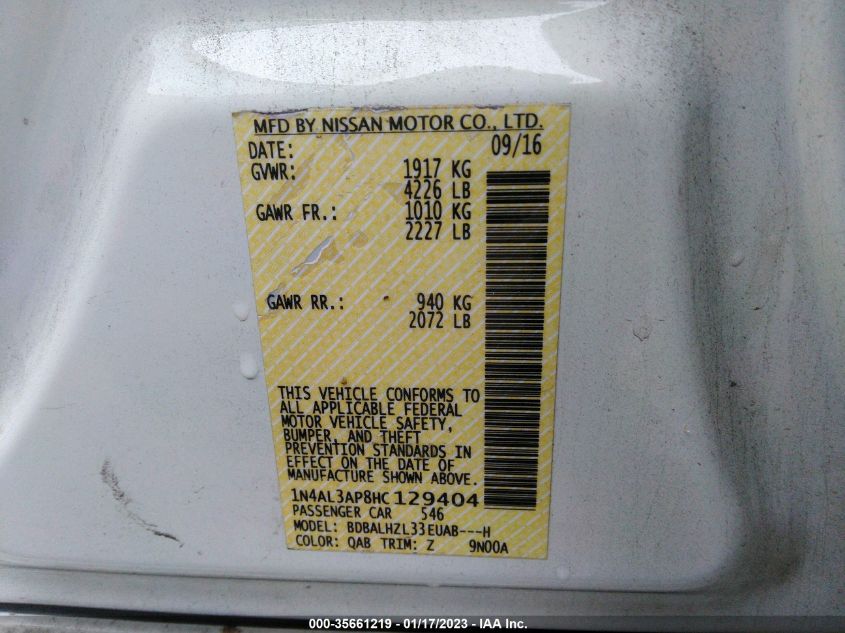 MFD BY NISSAN MOTOR CO., LTD.
DATE: 09/16
GVWR: 1917 KG
4226 LB
GAWR FR.: 1010 KG
2227 LB
GAWR RR.: 940 KG
2072 LB
THIS VEHICLE CONFORMS TO
ALL APPLICABLE FEDERAL
MOTOR VEHICLE SAFETY,
BUMPER, AND THEFT
PREVENTION STANDARDS IN
EFFECT ON THE DATE OF
MANUFACTURE SHOWN ABOVE.
1N4AL3AP8HC129404
PASSENGER CAR 546
MODEL: BDBALHZL33EUAB---H
COLOR: QAB TRIM: Z 9N00A
000-35661219 - 01/17/2023 - IAA Inc.